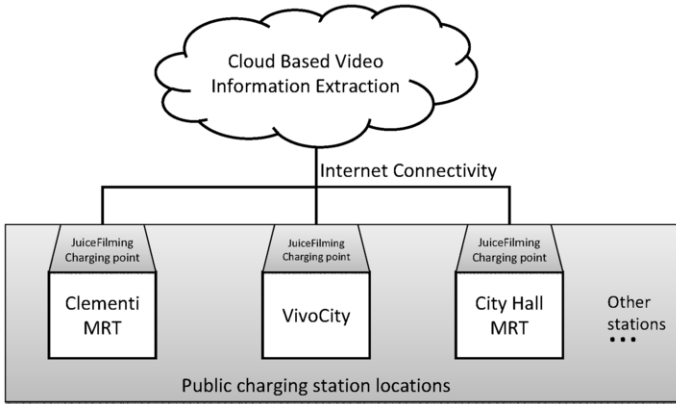 Cloud Based Video
Information Extraction
Internet Connectivity
JuiceFilming
Charging point
JuiceFilming
Charging point
JuiceFilming
Charging point
Clementi
MRT
VivoCity
City Hall
MRT
Other
stations
•••
Public charging station locations